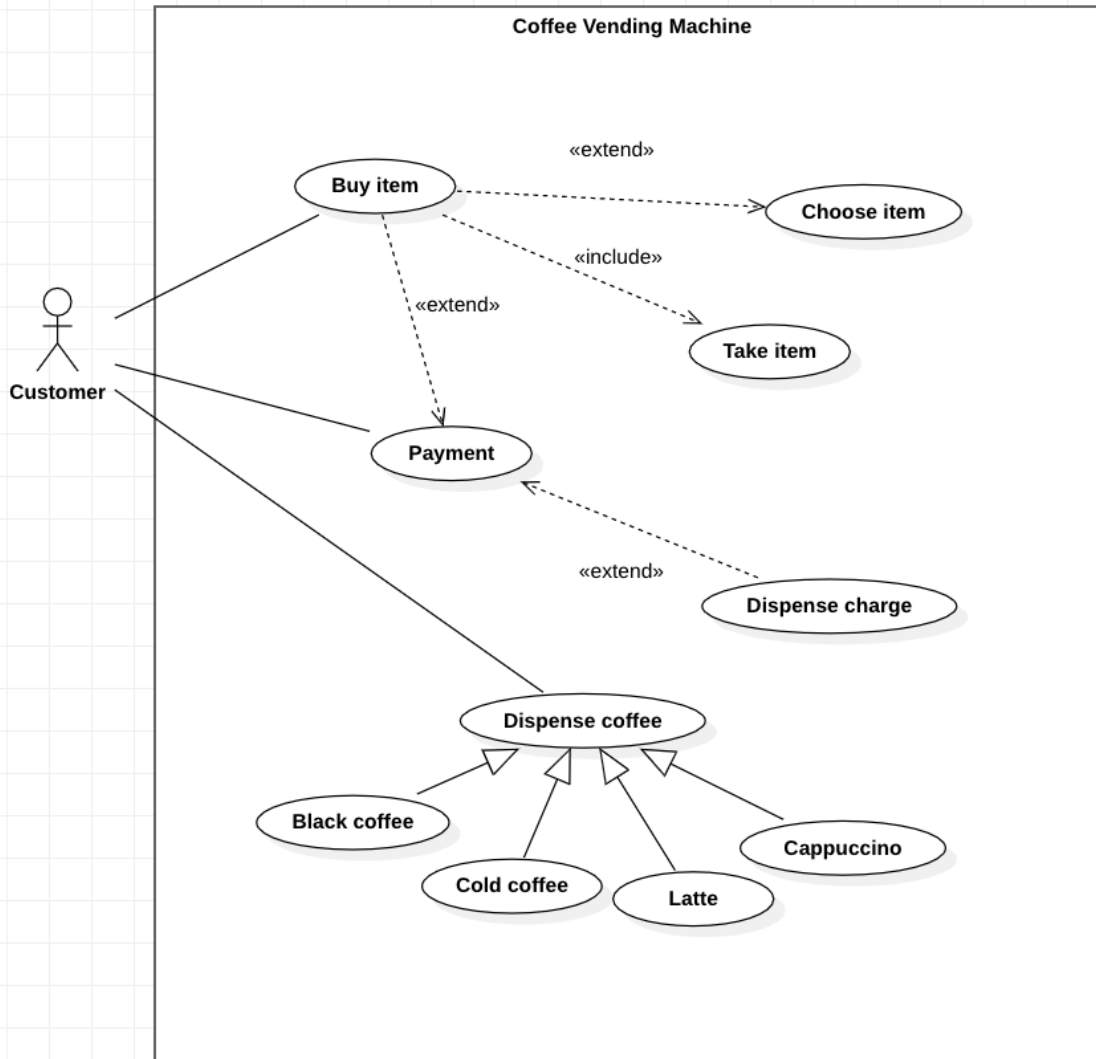 Coffee Vending Machine
«extend»
Buy item
Choose item
«include»
«extend»
Take item
Customer
Payment
«extend»
Dispense charge
Dispense coffee
Black coffee
Cappuccino
Cold coffee
Latte